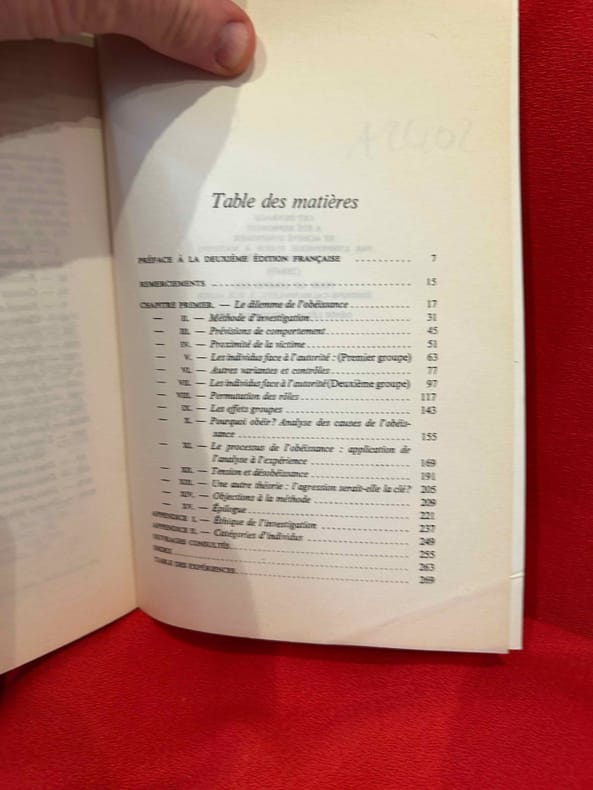 Table des matières
PRÉFACE À LA DEUXIÈME ÉDITION FRANÇAISE 7
REMERCIEMENTS 15
CHAPITRE PREMIER. — Le dilemme de l'obéissance 17
— II. — Méthode d'investigation 31
— III. — Prévisions de comportement 45
— IV. — Proximité de la victime 51
— V. — Les individus face à l'autorité : (Premier groupe) 63
— VI. — Autres variantes et contrôles 77
— VII. — Les individus face à l'autorité (Deuxième groupe) 97
— VIII. — Permutation des rôles 117
— IX. — Les effets groupes 143
— X. — Pourquoi obéir? Analyse des causes de l'obéis-
sance 155
— XI. — Le processus de l'obéissance : application de
l'analyse à l'expérience 169
— XII. — Tension et désobéissance 191
— XIII. — Une autre théorie : l'agression serait-elle la clé? 205
— XIV. — Objections à la méthode 209
— XV. — Épilogue 221
APPENDICE I. — Éthique de l'investigation 237
APPENDICE II. — Catégories d'individus 249
OUVRAGES CONSULTÉS 255
INDEX 263
TABLE DES EXPÉRIENCES 269